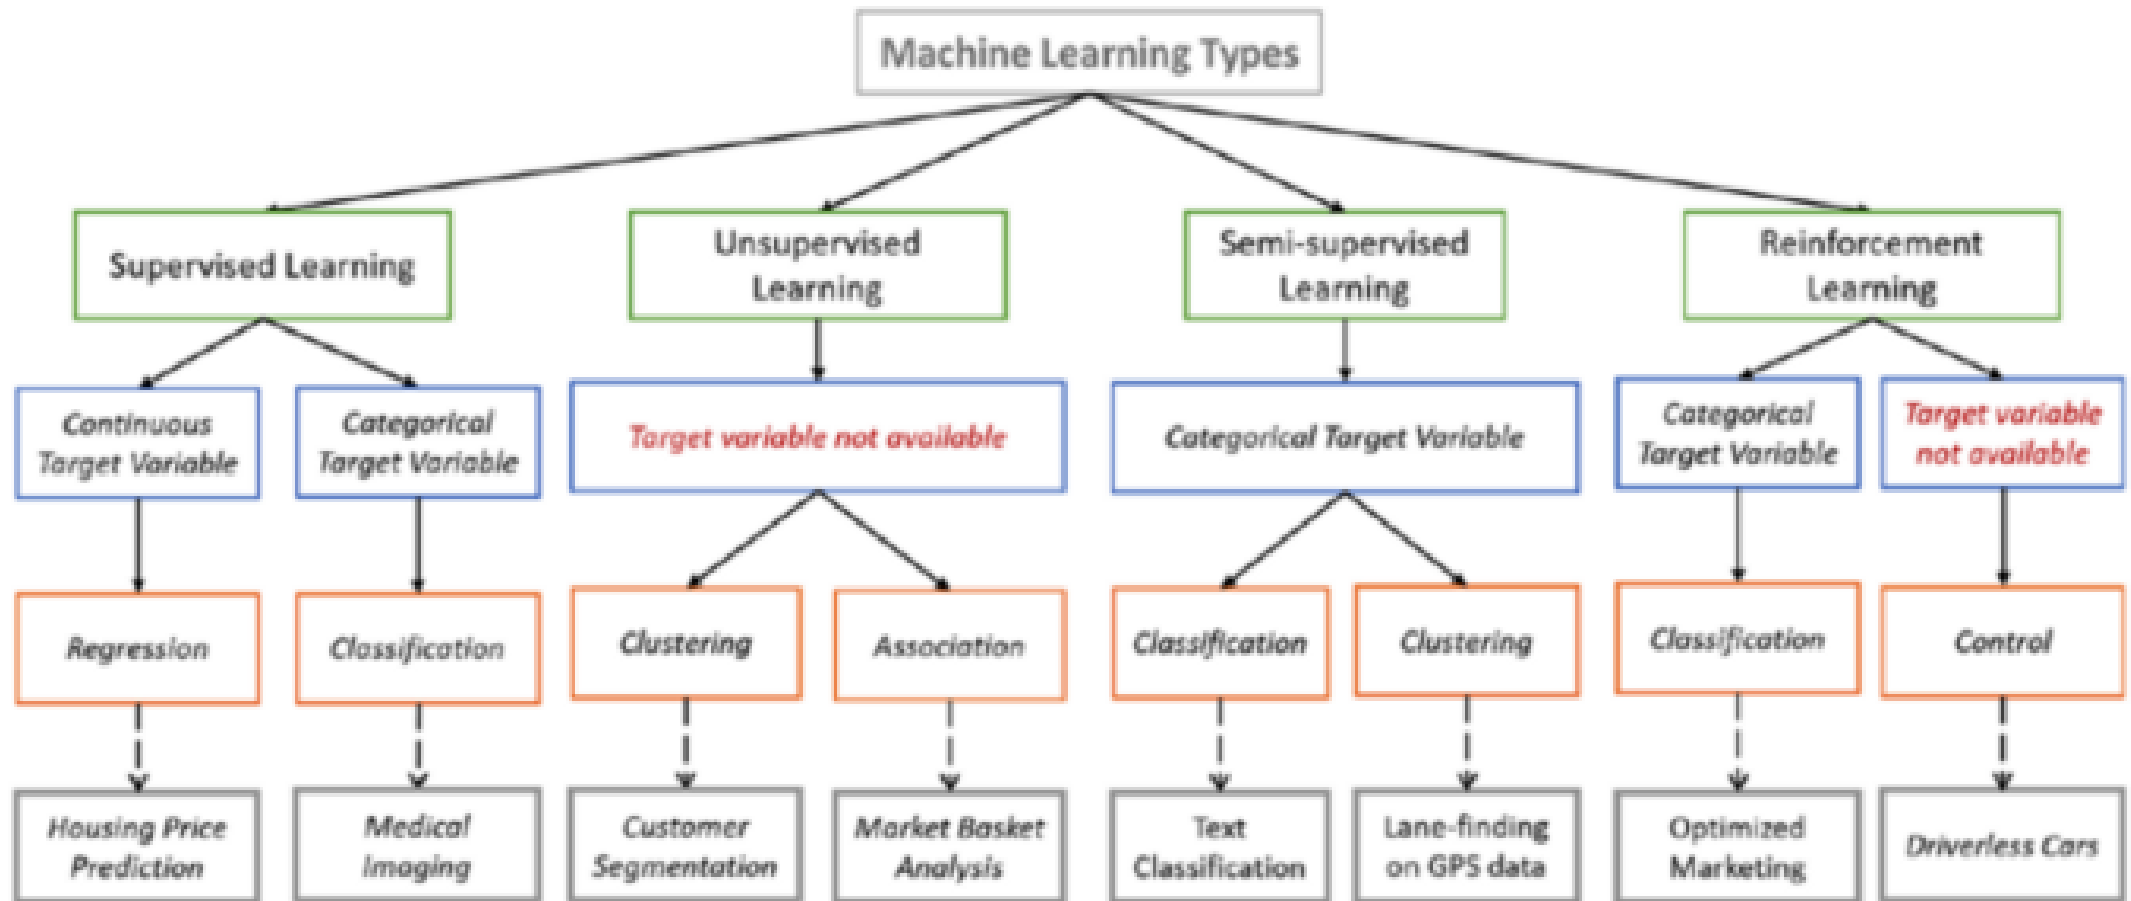 Machine Learning Types
Supervised Learning
Unsupervised
Learning
Semi-supervised
Learning
Reinforcement
Learning
Continuous
Target Variable
Categorical
Target Variable
Target variable not available
Categorical Target Variable
Categorical
Target Variable
Target variable
not available
Regression
Classification
Clustering
Association
Classification
Clustering
Classification
Control
Housing Price
Prediction
Medical
Imaging
Customer
Segmentation
Market Basket
Analysis
Text
Classification
Lane-finding
on GPS data
Optimized
Marketing
Driverless Cars